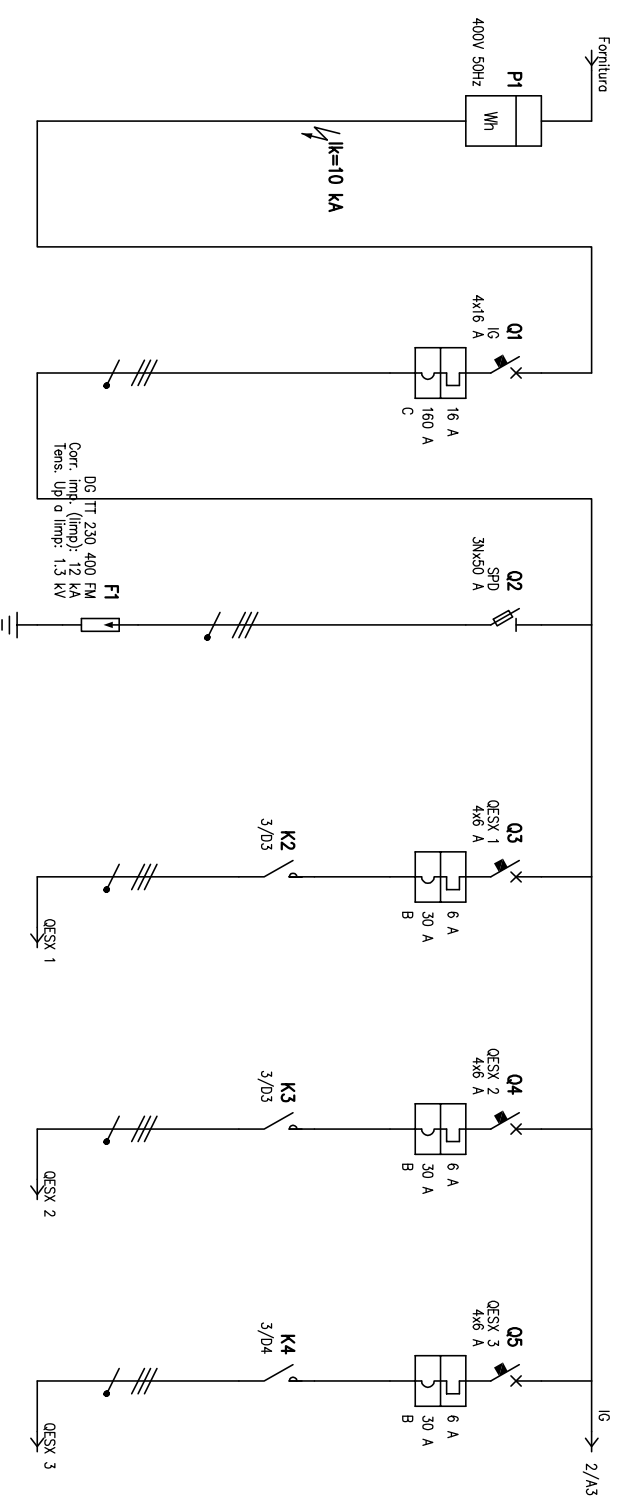 Fornitura
P1
400V 50Hz
Wh
Ik=10 kA
Q1
IG
4x16 A
16 A
160 A
C
Q2
SPD
3Nx50 A
F1
DG TT 230 400 FM
Corr. imp. (limp): 12 kA
Tens. Up a limp: 1.3 kV
Q3
QESX 1
4x6 A
6 A
30 A
B
K2
3/D3
QESX 1
Q4
QESX 2
4x6 A
6 A
30 A
B
K3
3/D3
QESX 2
Q5
QESX 3
4x6 A
6 A
30 A
B
K4
3/D4
QESX 3
IG
2/A3